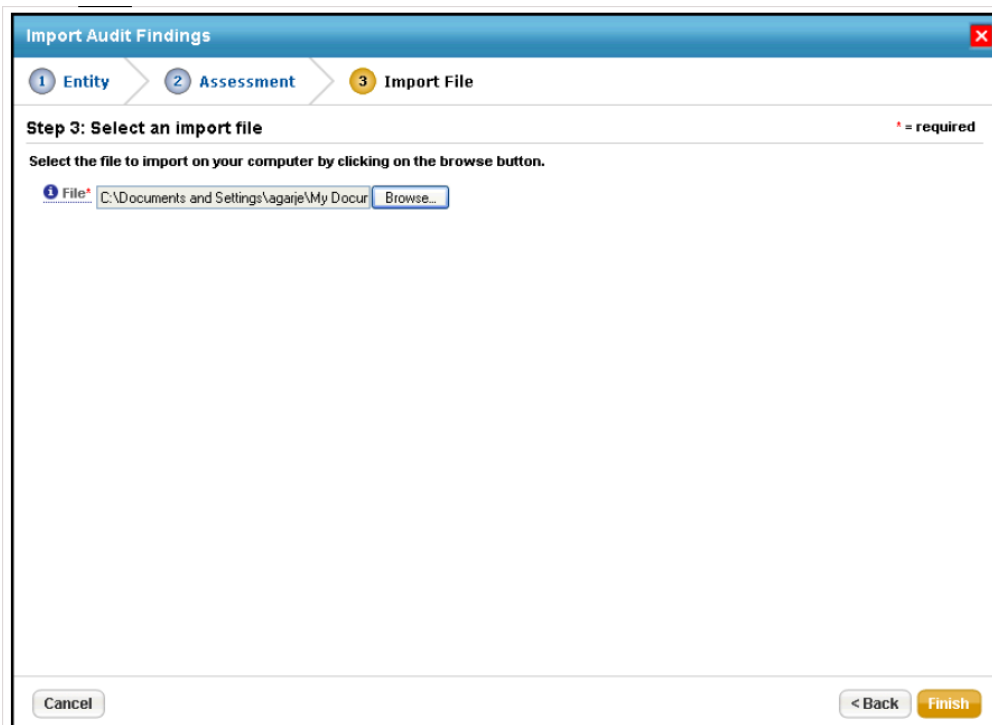 Import Audit Findings
1 Entity 2 Assessment 3 Import File
Step 3: Select an import file * = required
Select the file to import on your computer by clicking on the browse button.
File* C:\Documents and Settings\agarje\My Docur Browse...
Cancel < Back Finish